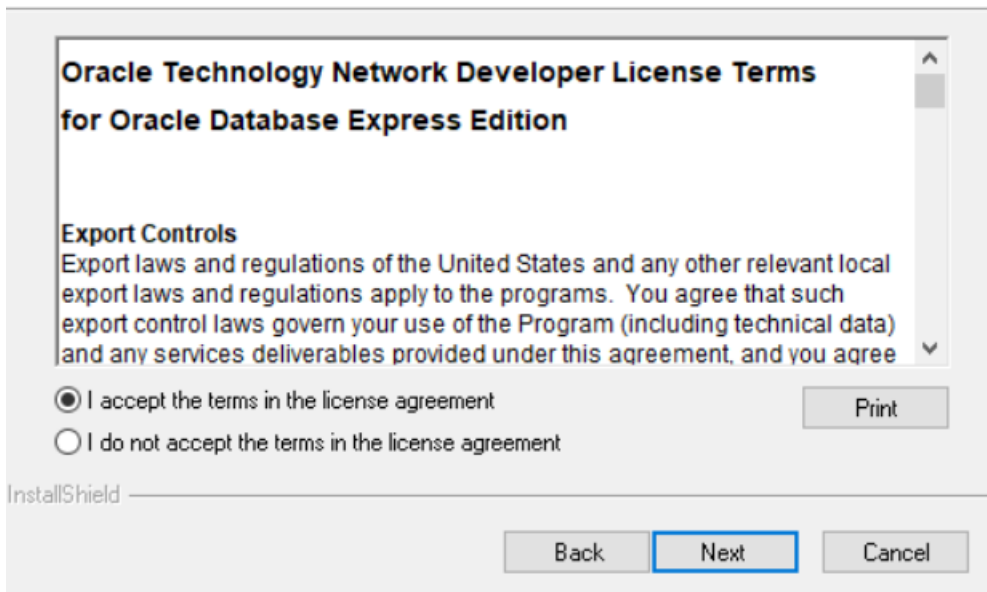 Oracle Technology Network Developer License Terms
for Oracle Database Express Edition
Export Controls
Export laws and regulations of the United States and any other relevant local
export laws and regulations apply to the programs.  You agree that such
export control laws govern your use of the Program (including technical data)
and any services deliverables provided under this agreement, and you agree
I accept the terms in the license agreement
Print
I do not accept the terms in the license agreement
InstallShield
Back
Next
Cancel